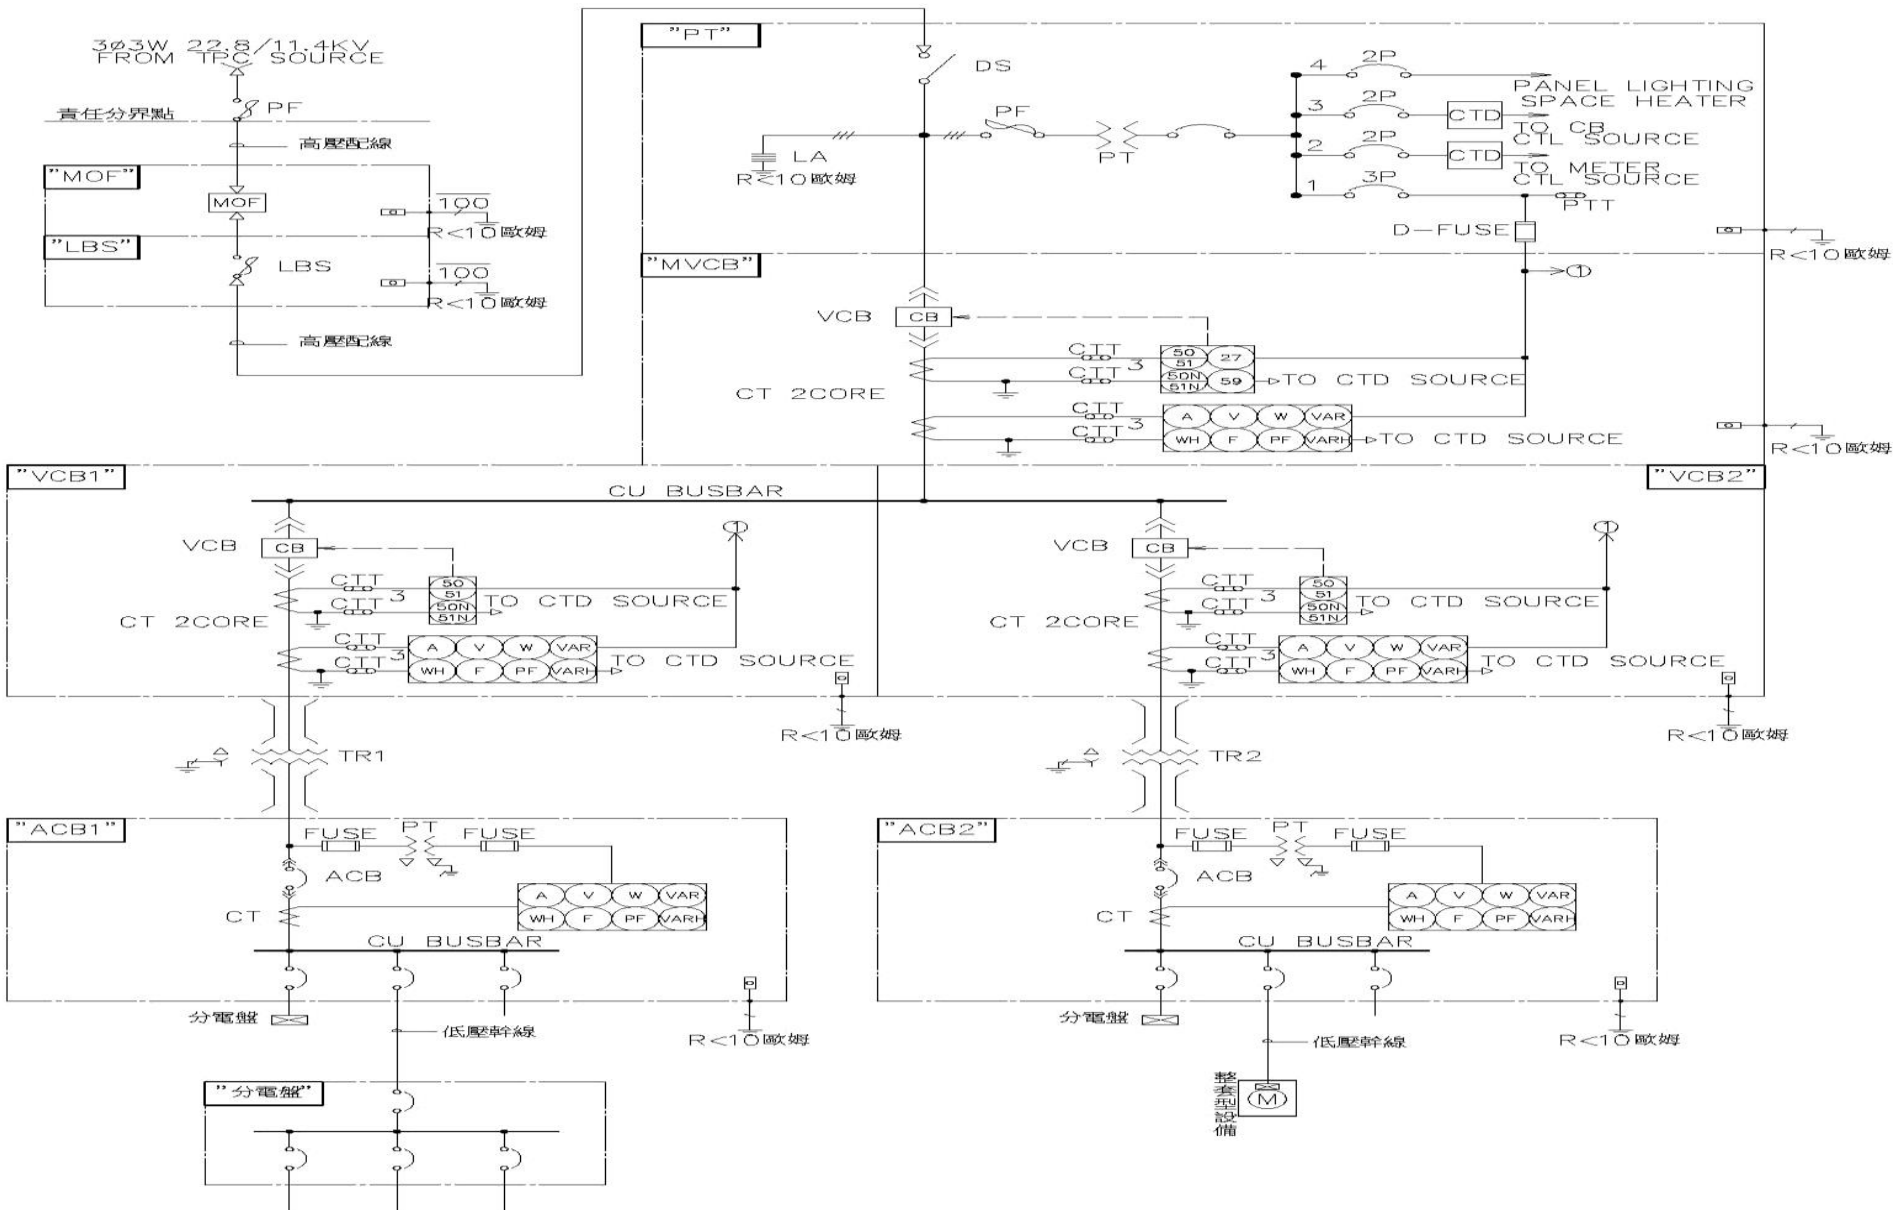 3ø3W 22.8/11.4KV
FROM TPC SOURCE
PF
責任分界點
高壓配線
"MOF"
MOF
100
R<10歐姆
"LBS"
LBS
100
R<10歐姆
高壓配線
"PT"
DS
PF
LA
R<10歐姆
PT
4
2P
PANEL LIGHTING
SPACE HEATER
3
2P
CTD
TO CB
CTL SOURCE
2
2P
CTD
TO METER
CTL SOURCE
1
3P
PTT
D-FUSE
R<10歐姆
"MVCB"
1
VCB
CB
CTT
3
CTT
50
51
27
50N
51N
59
TO CTD SOURCE
CT 2CORE
CTT
3
CTT
A
V
W
VAR
WH
F
PF
VARH
TO CTD SOURCE
R<10歐姆
"VCB1"
CU BUSBAR
"VCB2"
1
VCB
CB
CTT
3
CTT
50
51
50N
51N
TO CTD SOURCE
CT 2CORE
CTT
3
CTT
A
V
W
VAR
WH
F
PF
VARH
TO CTD SOURCE
R<10歐姆
1
VCB
CB
CTT
3
CTT
50
51
50N
51N
TO CTD SOURCE
CT 2CORE
CTT
3
CTT
A
V
W
VAR
WH
F
PF
VARH
TO CTD SOURCE
R<10歐姆
TR1
TR2
"ACB1"
FUSE
PT
FUSE
ACB
CT
A
V
W
VAR
WH
F
PF
VARH
CU BUSBAR
分電盤
低壓幹線
R<10歐姆
"ACB2"
FUSE
PT
FUSE
ACB
CT
A
V
W
VAR
WH
F
PF
VARH
CU BUSBAR
分電盤
低壓幹線
R<10歐姆
"分電盤"
整套型設備
M